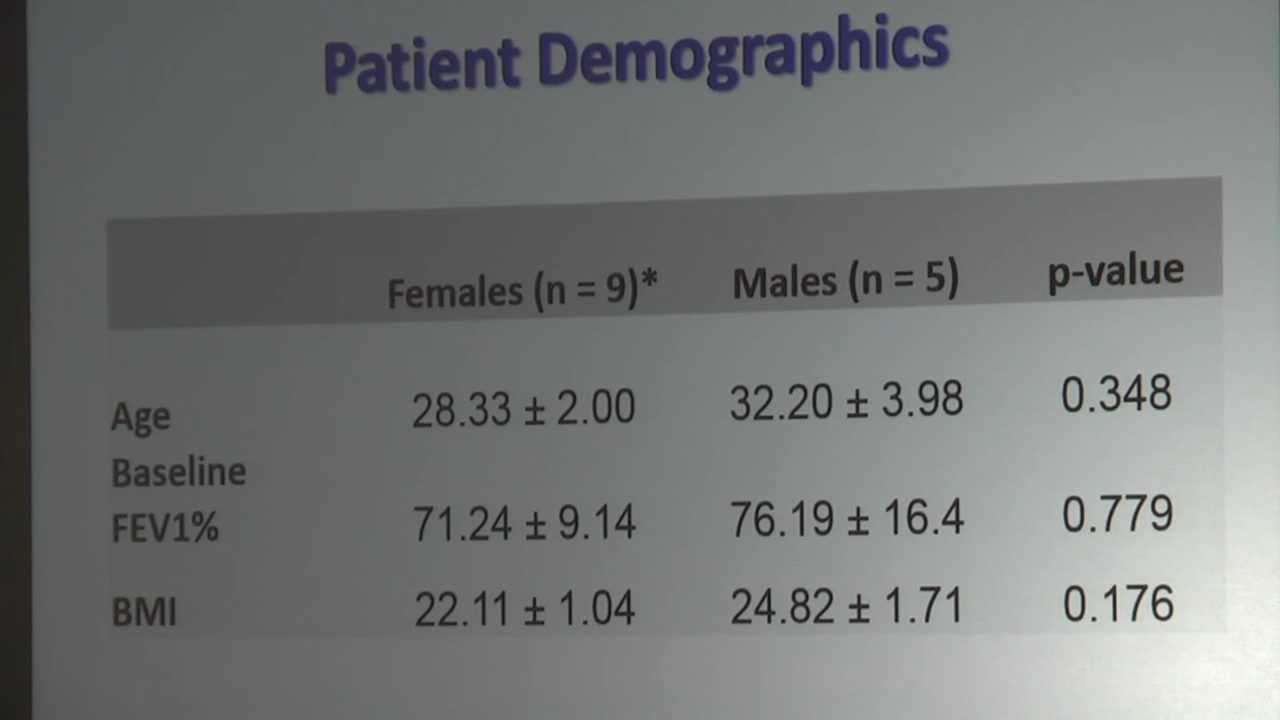 Patient Demographics
Females (n = 9)* Males (n = 5) p-value
Age 28.33 ± 2.00 32.20 ± 3.98 0.348
Baseline
FEV1% 71.24 ± 9.14 76.19 ± 16.4 0.779
BMI 22.11 ± 1.04 24.82 ± 1.71 0.176